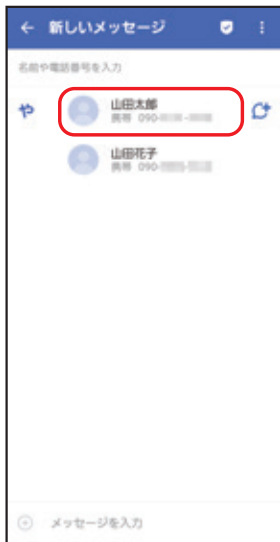 新しいメッセージ
名前や電話番号を入力
や
山田太郎
携帯 090-
山田花子
携帯 090-
メッセージを入力